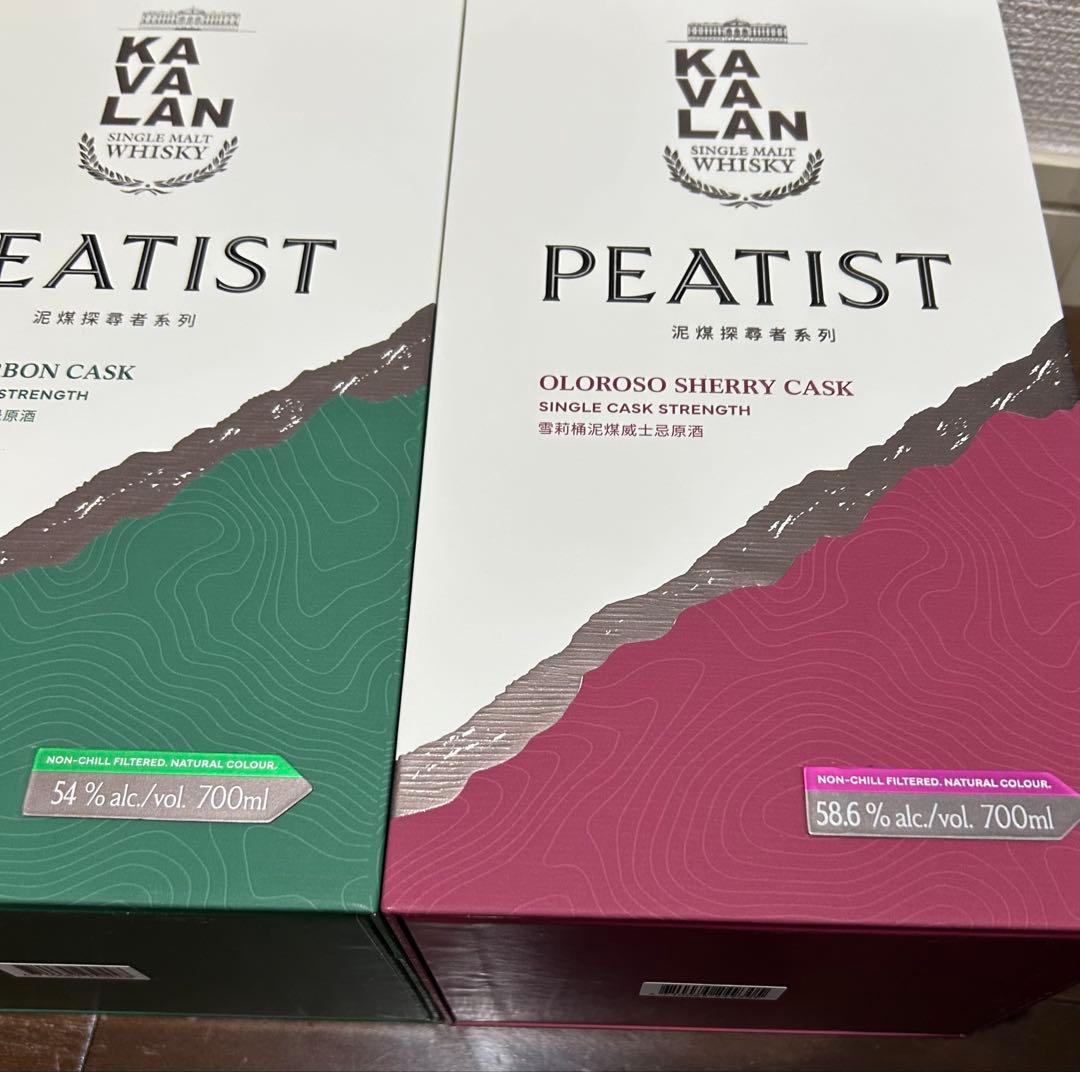 KA
VA
LAN
SINGLE MALT
WHISKY
EATIST
泥煤探尋者系列
BON CASK
STRENGTH
原酒
NON-CHILL FILTERED. NATURAL COLOUR.
54 % alc./vol. 700ml
KA
VA
LAN
SINGLE MALT
WHISKY
PEATIST
泥煤探尋者系列
OLOROSO SHERRY CASK
SINGLE CASK STRENGTH
雪莉桶泥煤威士忌原酒
NON-CHILL FILTERED. NATURAL COLOUR.
58.6 % alc./vol. 700ml